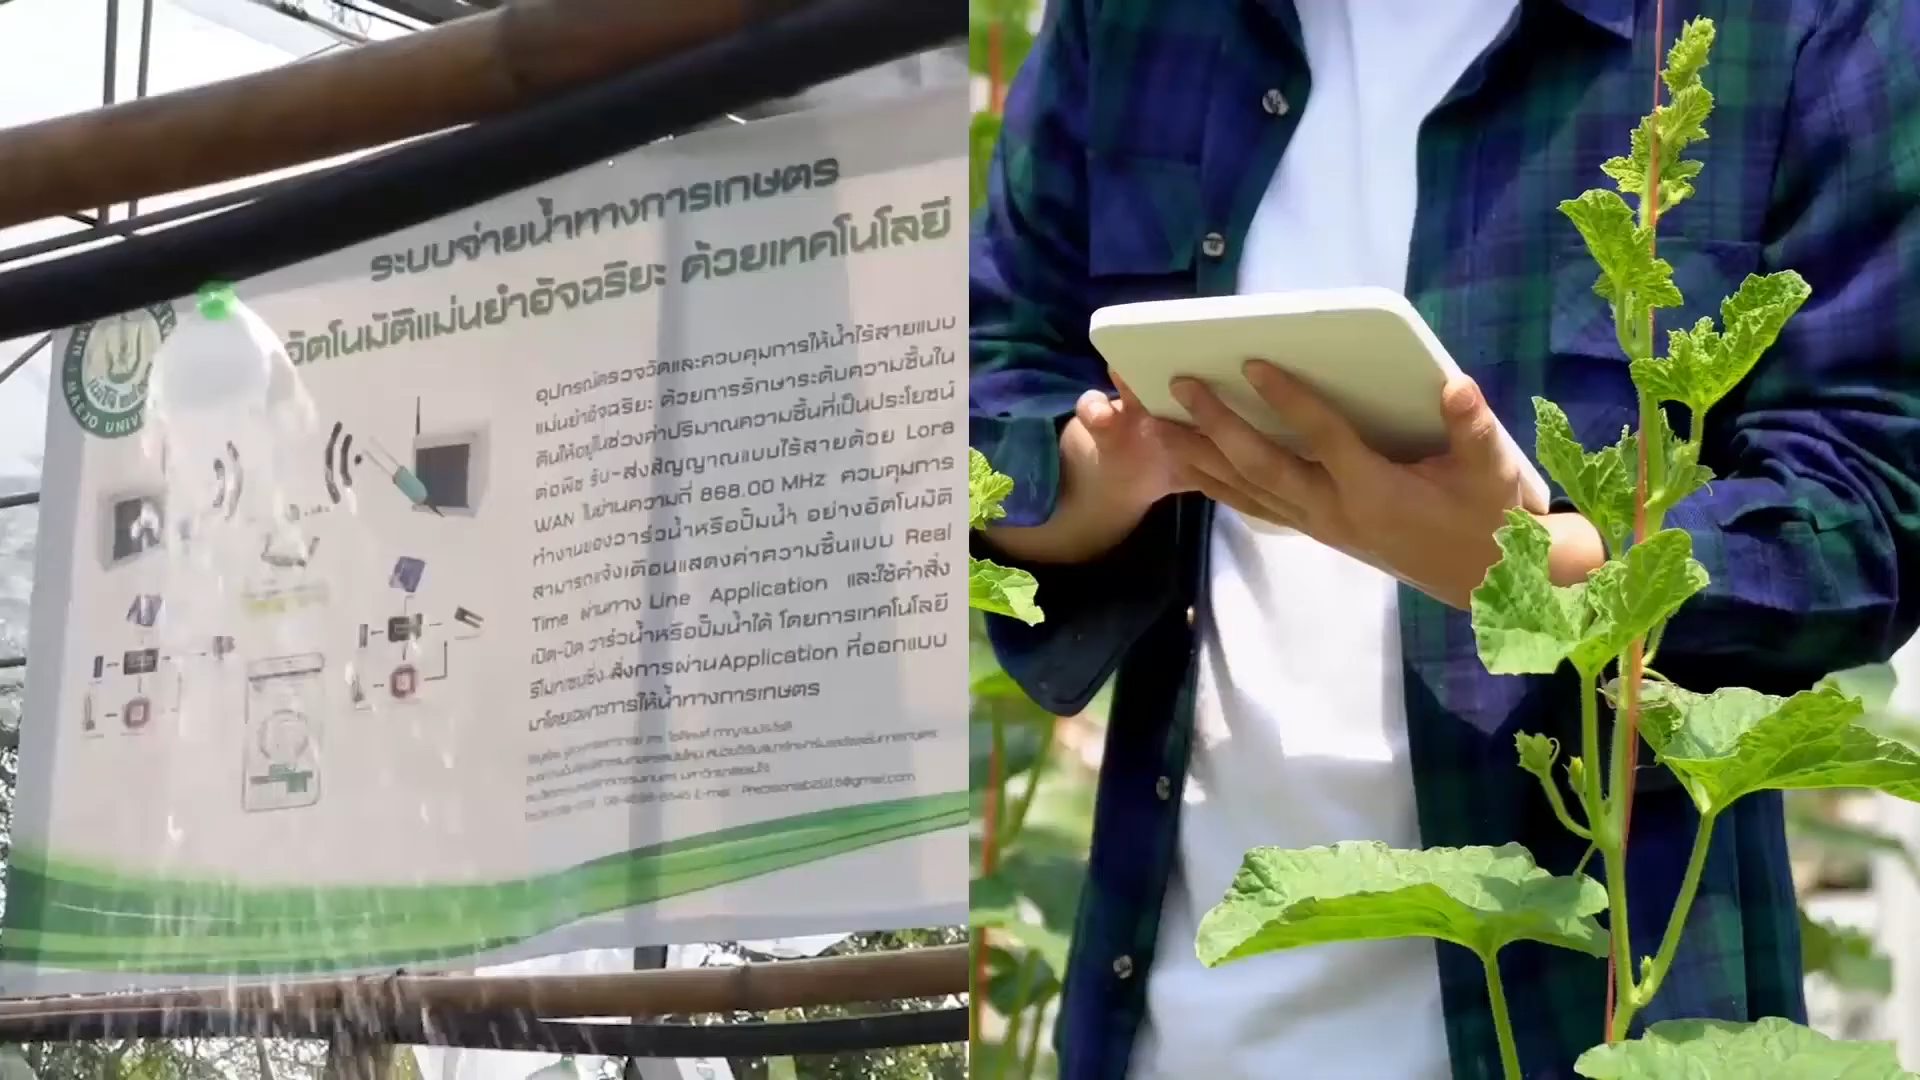 ระบบจ่ายน้ำทางการเกษตร
อัตโนมัติแม่นยำอัจฉริยะ ด้วยเทคโนโลยี
อุปกรณ์ตรวจวัดและควบคุมการให้น้ำไร้สายแบบ
แม่นยำอัจฉริยะ ด้วยการรักษาระดับความชื้นใน
ดินให้อยู่ในช่วงค่าปริมาณความชื้นที่เป็นประโยชน์
ต่อพืช รับ-ส่งสัญญาณแบบไร้สายด้วย Lora
WAN ในย่านความถี่ 868.00 MHz ควบคุมการ
ทำงานของวาร์วน้ำหรือปั๊มน้ำ อย่างอัตโนมัติ
สามารถแจ้งเตือนแสดงค่าความชื้นแบบ Real
Time ผ่านทาง Line Application และใช้คำสั่ง
เปิด-ปิด วาร์วน้ำหรือปั๊มน้ำได้ โดยการเทคโนโลยี
รีโมทเซนซิ่ง สั่งการผ่านApplication ที่ออกแบบ
มาโดยเฉพาะการให้น้ำทางการเกษตร
MAEJO UNIV